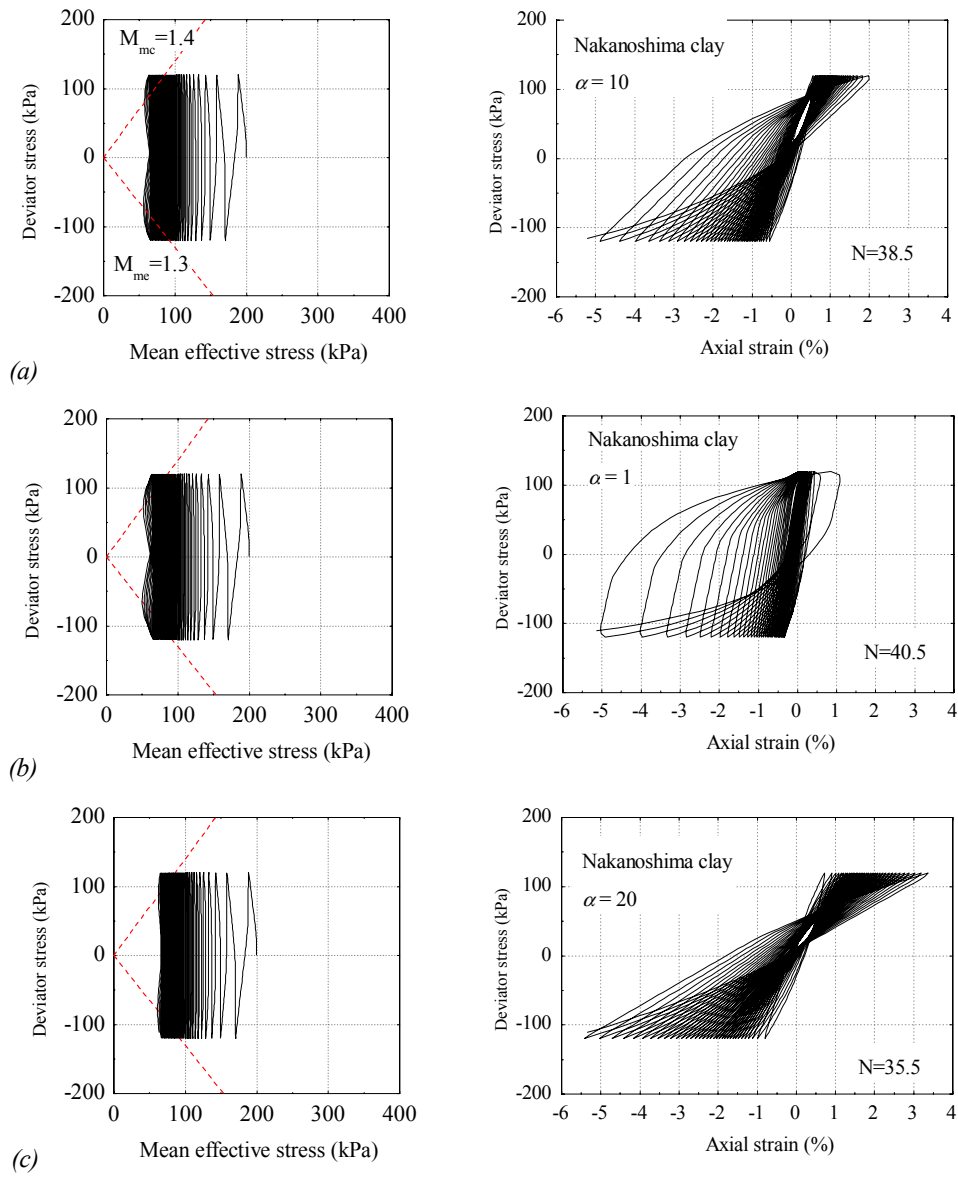 200
100
0
-100
-200
Deviator stress (kPa)
M_mc=1.4
M_me=1.3
0 100 200 300 400
Mean effective stress (kPa)
200
100
0
-100
-200
Deviator stress (kPa)
Nakanoshima clay
α = 10
N=38.5
-6 -5 -4 -3 -2 -1 0 1 2 3 4
Axial strain (%)
(a)
200
100
0
-100
-200
Deviator stress (kPa)
0 100 200 300 400
Mean effective stress (kPa)
200
100
0
-100
-200
Deviator stress (kPa)
Nakanoshima clay
α = 1
N=40.5
-6 -5 -4 -3 -2 -1 0 1 2 3 4
Axial strain (%)
(b)
200
100
0
-100
-200
Deviator stress (kPa)
0 100 200 300 400
Mean effective stress (kPa)
200
100
0
-100
-200
Deviator stress (kPa)
Nakanoshima clay
α = 20
N=35.5
-6 -5 -4 -3 -2 -1 0 1 2 3 4
Axial strain (%)
(c)